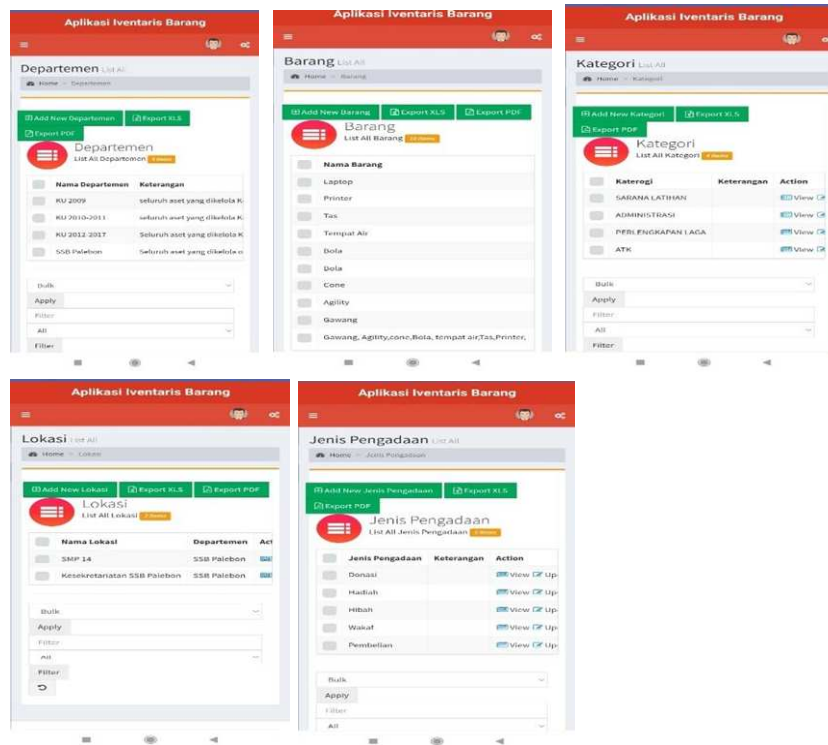 Aplikasi Iventaris Barang
Departemen List All
Home > Departemen
Add New Departemen
Export XLS
Export PDF
Departemen
List All Departemen
Nama Departemen Keterangan
KU 2009 seluruh aset yang dikelola K
KU 2010-2011 seluruh aset yang dikelola K
KU 2012-2017 Seluruh aset yang dikelola K
SSB Palebon Seluruh aset yang dikelola o
Bulk
Apply
Filter
All
Filter
Aplikasi Iventaris Barang
Barang List All
Home > Barang
Add New Barang
Export XLS
Export PDF
Barang
List All Barang
Nama Barang
Laptop
Printer
Tas
Tempat Air
Bola
Bola
Cone
Agility
Gawang
Gawang, Agility,cone,Bola, tempat air,Tas,Printer,
Aplikasi Iventaris Barang
Kategori List All
Home > Kategori
Add New Kategori
Export XLS
Export PDF
Kategori
List All Kategori
Katerogi Keterangan Action
SARANA LATIHAN View
ADMINISTRASI View
PERLENGKAPAN LAGA View
ATK View
Bulk
Apply
Filter
All
Filter
Aplikasi Iventaris Barang
Lokasi List All
Home > Lokasi
Add New Lokasi
Export XLS
Export PDF
Lokasi
List All Lokasi
Nama Lokasi Departemen Act
SMP 14 SSB Palebon
Kesekretariatan SSB Palebon SSB Palebon
Bulk
Apply
Filter
All
Filter
Aplikasi Iventaris Barang
Jenis Pengadaan List All
Home > Jenis Pengadaan
Add New Jenis Pengadaan
Export XLS
Export PDF
Jenis Pengadaan
List All Jenis Pengadaan
Jenis Pengadaan Keterangan Action
Donasi View Up
Hadiah View Up
Hibah View Up
Wakaf View Up
Pembelian View Up
Bulk
Apply
Filter
All